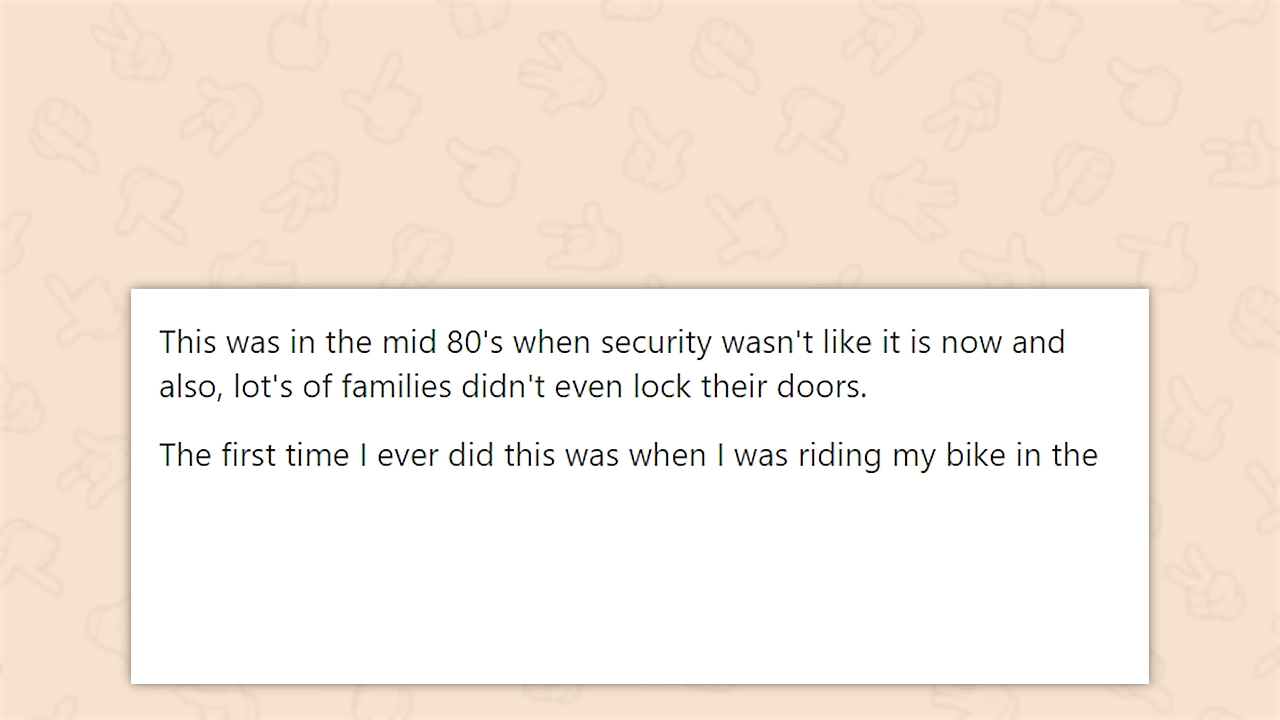 This was in the mid 80's when security wasn't like it is now and
also, lot's of families didn't even lock their doors.
The first time I ever did this was when I was riding my bike in the